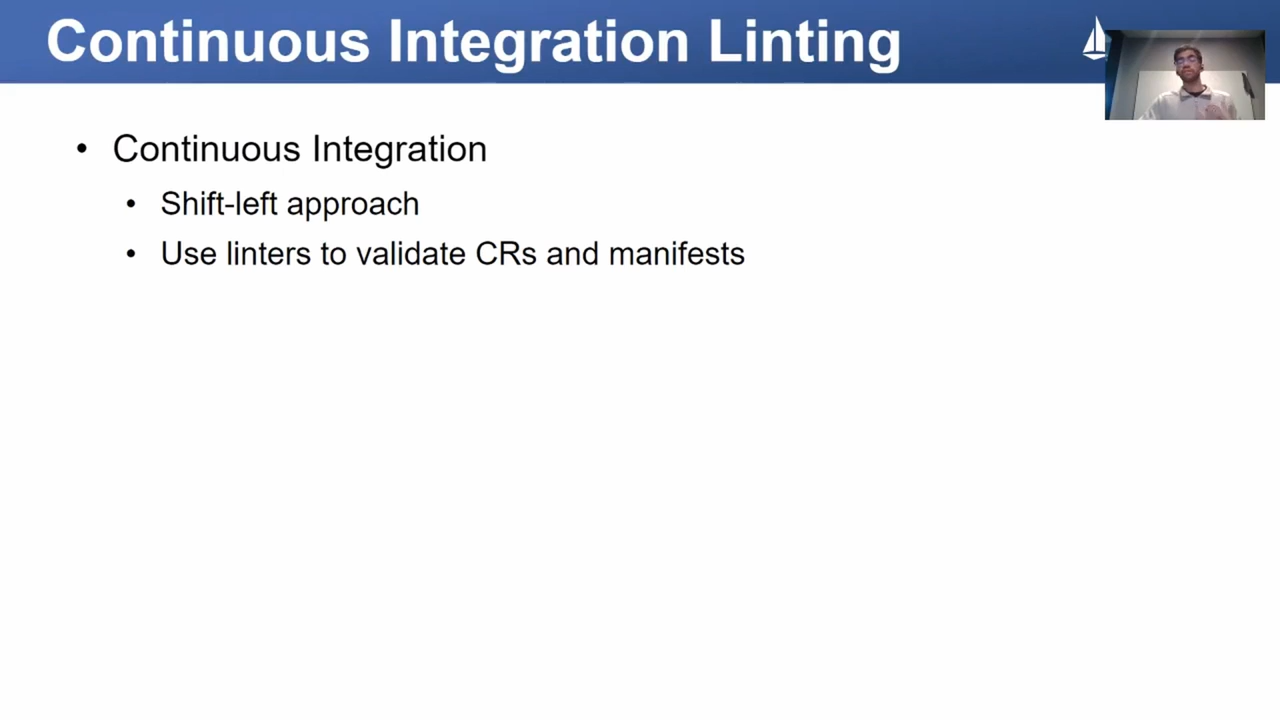 Continuous Integration Linting
• Continuous Integration
• Shift-left approach
• Use linters to validate CRs and manifests